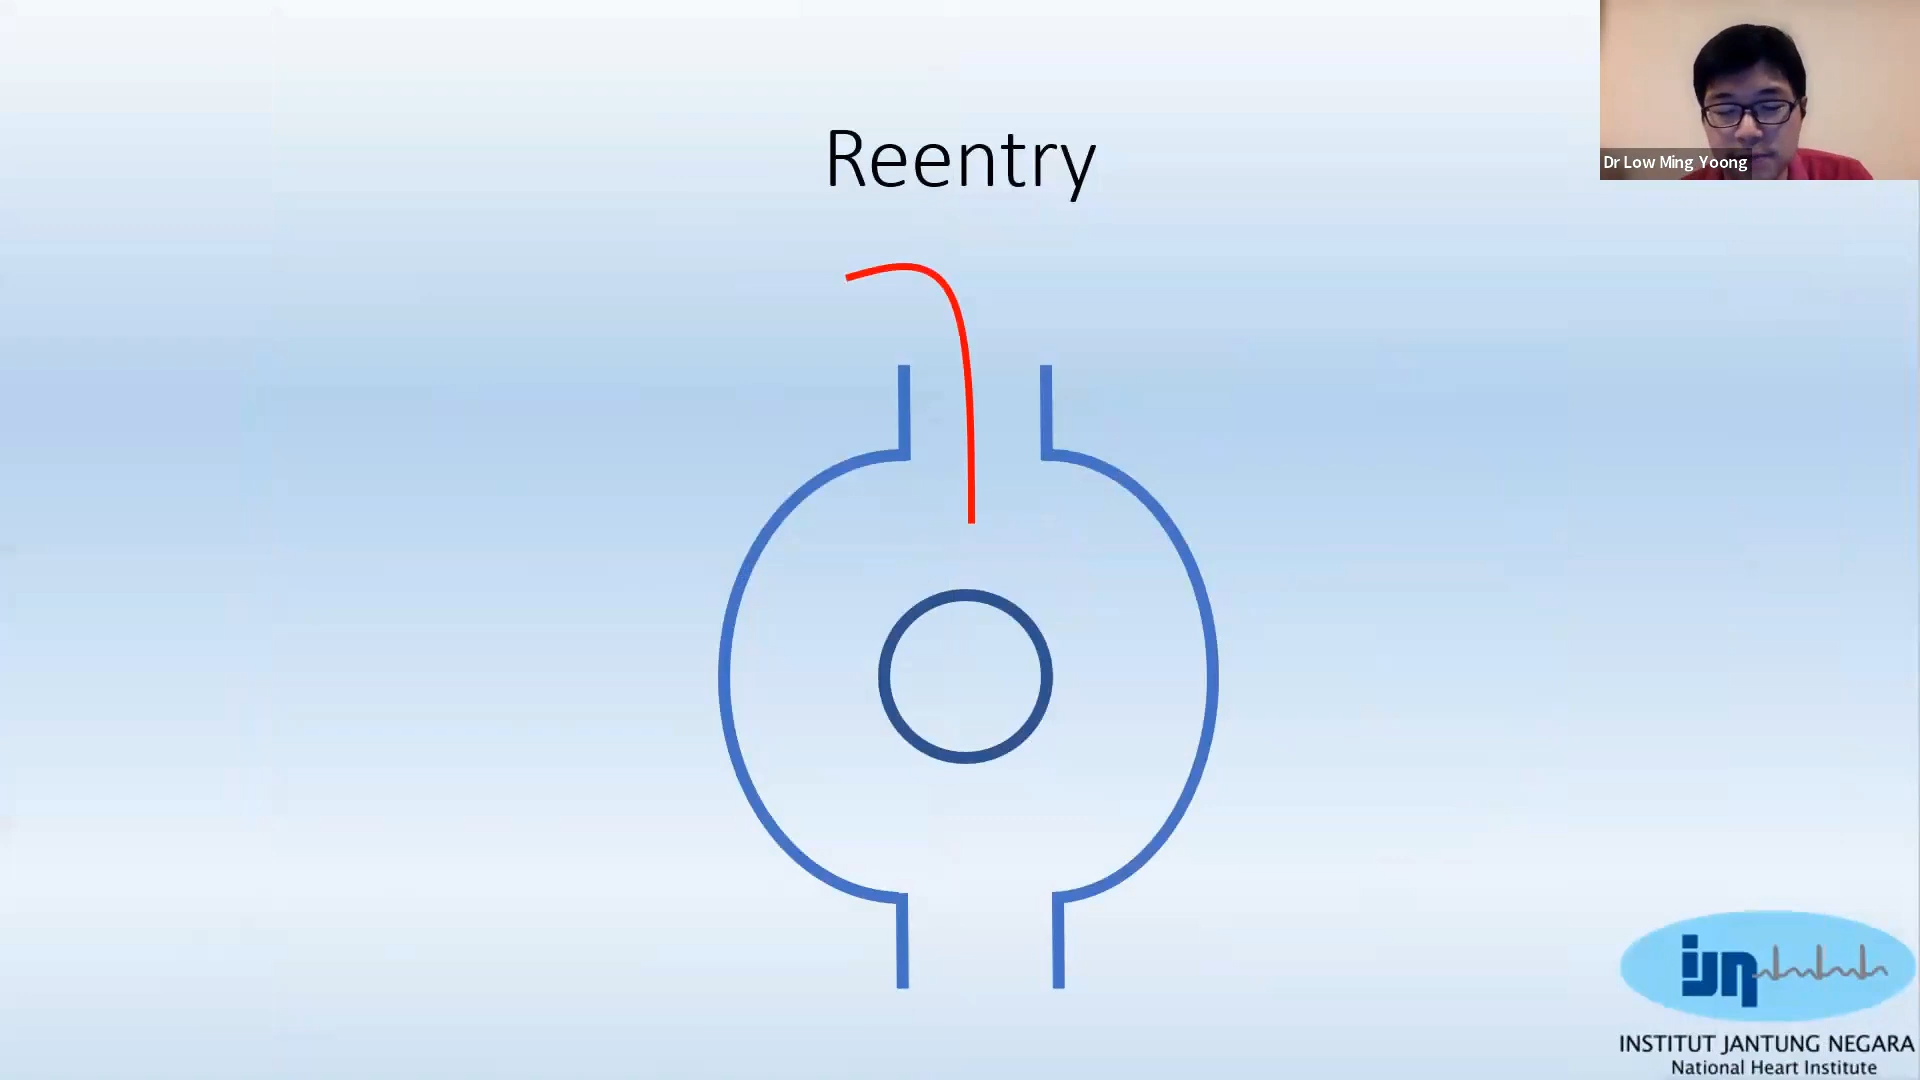 Reentry
Dr Low Ming Yoong
ijn
INSTITUT JANTUNG NEGARA
National Heart Institute